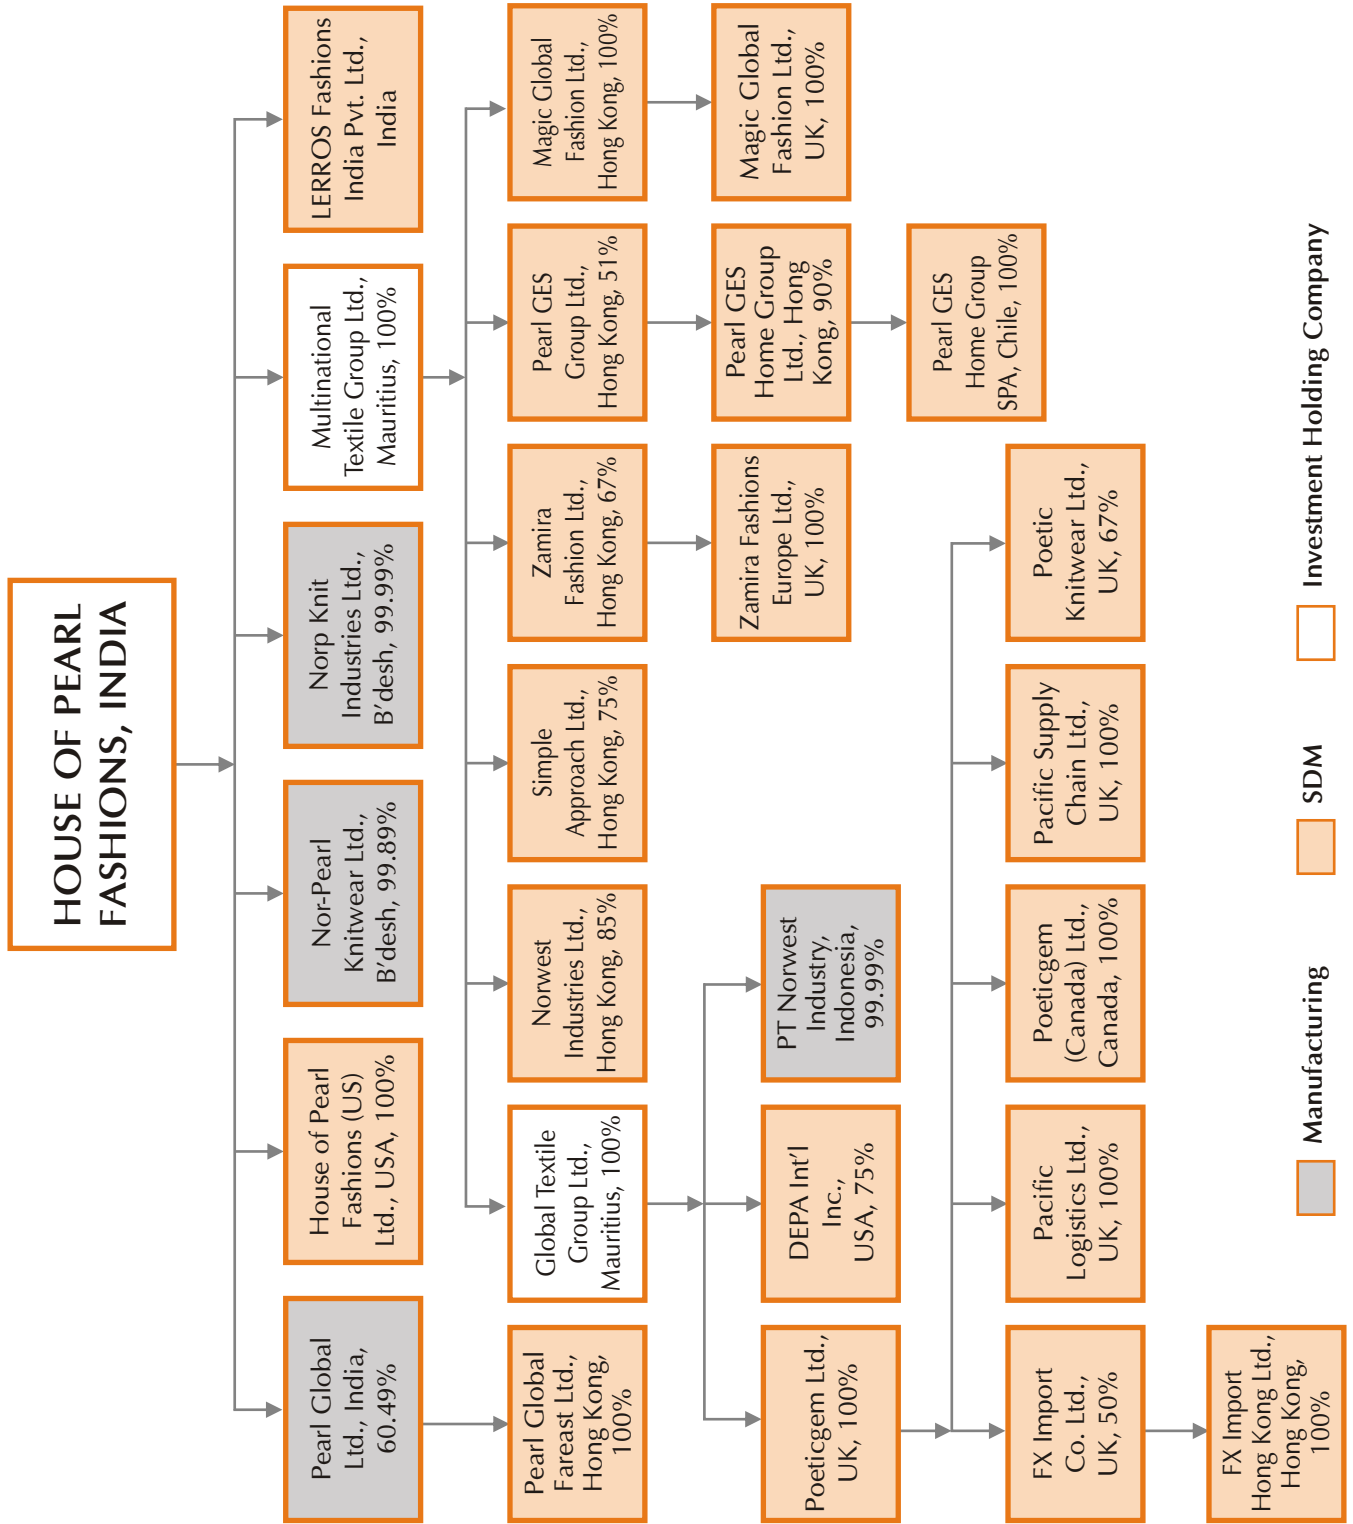 HOUSE OF PEARL
FASHIONS, INDIA
Pearl Global
Ltd., India,
60.49%
House of Pearl
Fashions (US)
Ltd., USA, 100%
Nor-Pearl
Knitwear Ltd.,
B'desh, 99.89%
Norp Knit
Industries Ltd.,
B'desh, 99.99%
Multinational
Textile Group Ltd.,
Mauritius, 100%
LERROS Fashions
India Pvt. Ltd.,
India
Pearl Global
Fareast Ltd.,
Hong Kong,
100%
Global Textile
Group Ltd.,
Mauritius, 100%
Norwest
Industries Ltd.,
Hong Kong, 85%
Simple
Approach Ltd.,
Hong Kong, 75%
Zamira
Fashion Ltd.,
Hong Kong, 67%
Pearl GES
Group Ltd.,
Hong Kong, 51%
Magic Global
Fashion Ltd.,
Hong Kong, 100%
Zamira Fashions
Europe Ltd.,
UK, 100%
Pearl GES
Home Group
Ltd., Hong
Kong, 90%
Magic Global
Fashion Ltd.,
UK, 100%
Poeticgem Ltd.,
UK, 100%
DEPA Int'l
Inc.,
USA, 75%
PT Norwest
Industry,
Indonesia,
99.99%
Pearl GES
Home Group
SPA, Chile, 100%
FX Import
Co. Ltd.,
UK, 50%
Pacific
Logistics Ltd.,
UK, 100%
Poeticgem
(Canada) Ltd.,
Canada, 100%
Pacific Supply
Chain Ltd.,
UK, 100%
Poetic
Knitwear Ltd.,
UK, 67%
FX Import
Hong Kong Ltd.,
Hong Kong,
100%
Manufacturing
SDM
Investment Holding Company